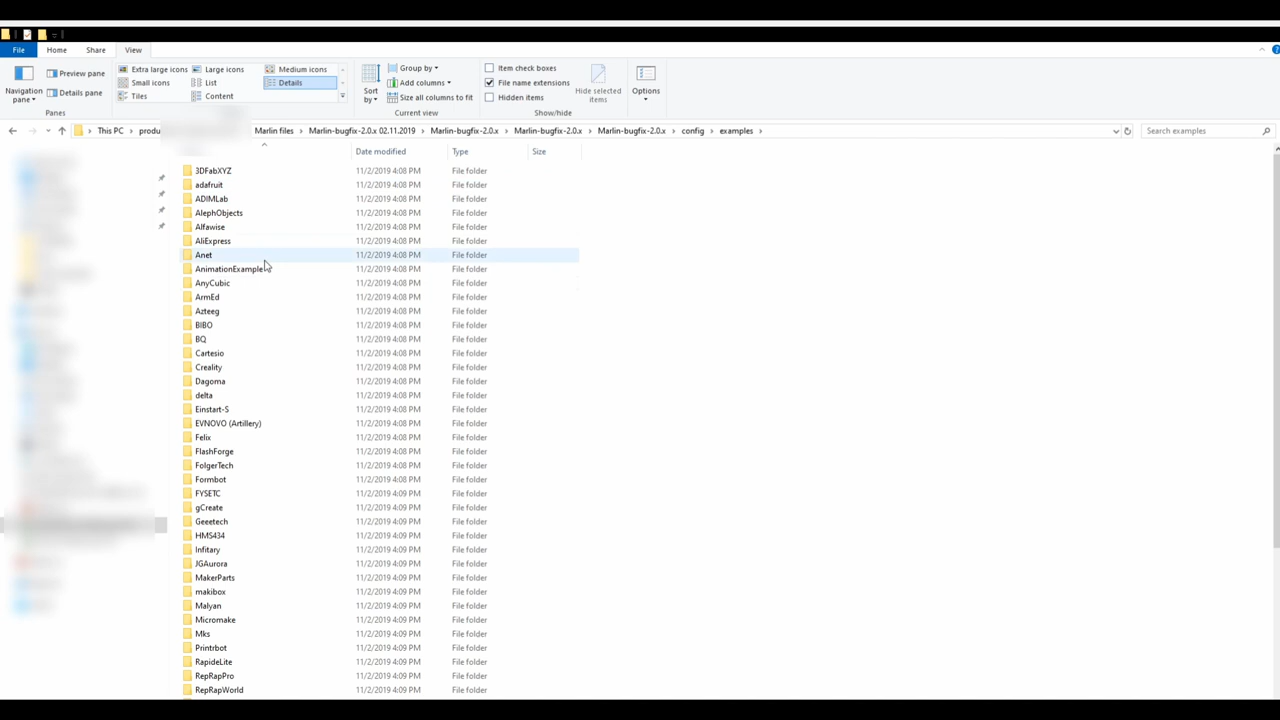 File Home Share View
Preview pane Extra large icons Large icons Medium icons Group by Item check boxes
Small icons List Details Add columns File name extensions
Navigation pane Details pane Tiles Content Sort by Size all columns to fit Hidden items Hide selected items Options
Panes Current view Show/hide
This PC produ Marlin files Marlin-bugfix-2.0.x 02.11.2019 Marlin-bugfix-2.0.x Marlin-bugfix-2.0.x Marlin-bugfix-2.0.x config examples Search examples
Date modified Type Size
3DFabXYZ 11/2/2019 4:08 PM File folder
adafruit 11/2/2019 4:08 PM File folder
ADIMLab 11/2/2019 4:08 PM File folder
AlephObjects 11/2/2019 4:08 PM File folder
Alfawise 11/2/2019 4:08 PM File folder
AliExpress 11/2/2019 4:08 PM File folder
Anet 11/2/2019 4:08 PM File folder
AnimationExample 11/2/2019 4:08 PM File folder
AnyCubic 11/2/2019 4:08 PM File folder
ArmEd 11/2/2019 4:08 PM File folder
Azteeg 11/2/2019 4:08 PM File folder
BIBO 11/2/2019 4:08 PM File folder
BQ 11/2/2019 4:08 PM File folder
Cartesio 11/2/2019 4:08 PM File folder
Creality 11/2/2019 4:08 PM File folder
Dagoma 11/2/2019 4:08 PM File folder
delta 11/2/2019 4:08 PM File folder
Einstart-S 11/2/2019 4:08 PM File folder
EVNOVO (Artillery) 11/2/2019 4:08 PM File folder
Felix 11/2/2019 4:08 PM File folder
FlashForge 11/2/2019 4:08 PM File folder
FolgerTech 11/2/2019 4:08 PM File folder
Formbot 11/2/2019 4:08 PM File folder
FYSETC 11/2/2019 4:09 PM File folder
gCreate 11/2/2019 4:09 PM File folder
Geeetech 11/2/2019 4:09 PM File folder
HMS434 11/2/2019 4:09 PM File folder
Infitary 11/2/2019 4:09 PM File folder
JGAurora 11/2/2019 4:09 PM File folder
MakerParts 11/2/2019 4:09 PM File folder
makibox 11/2/2019 4:09 PM File folder
Malyan 11/2/2019 4:09 PM File folder
Micromake 11/2/2019 4:09 PM File folder
Mks 11/2/2019 4:09 PM File folder
Printrbot 11/2/2019 4:09 PM File folder
RapideLite 11/2/2019 4:09 PM File folder
RepRapPro 11/2/2019 4:09 PM File folder
RepRapWorld 11/2/2019 4:09 PM File folder